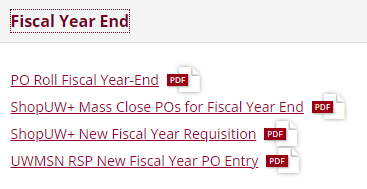 Fiscal Year End
PO Roll Fiscal Year-End PDF
ShopUW+ Mass Close POs for Fiscal Year End PDF
ShopUW+ New Fiscal Year Requisition PDF
UWMSN RSP New Fiscal Year PO Entry PDF